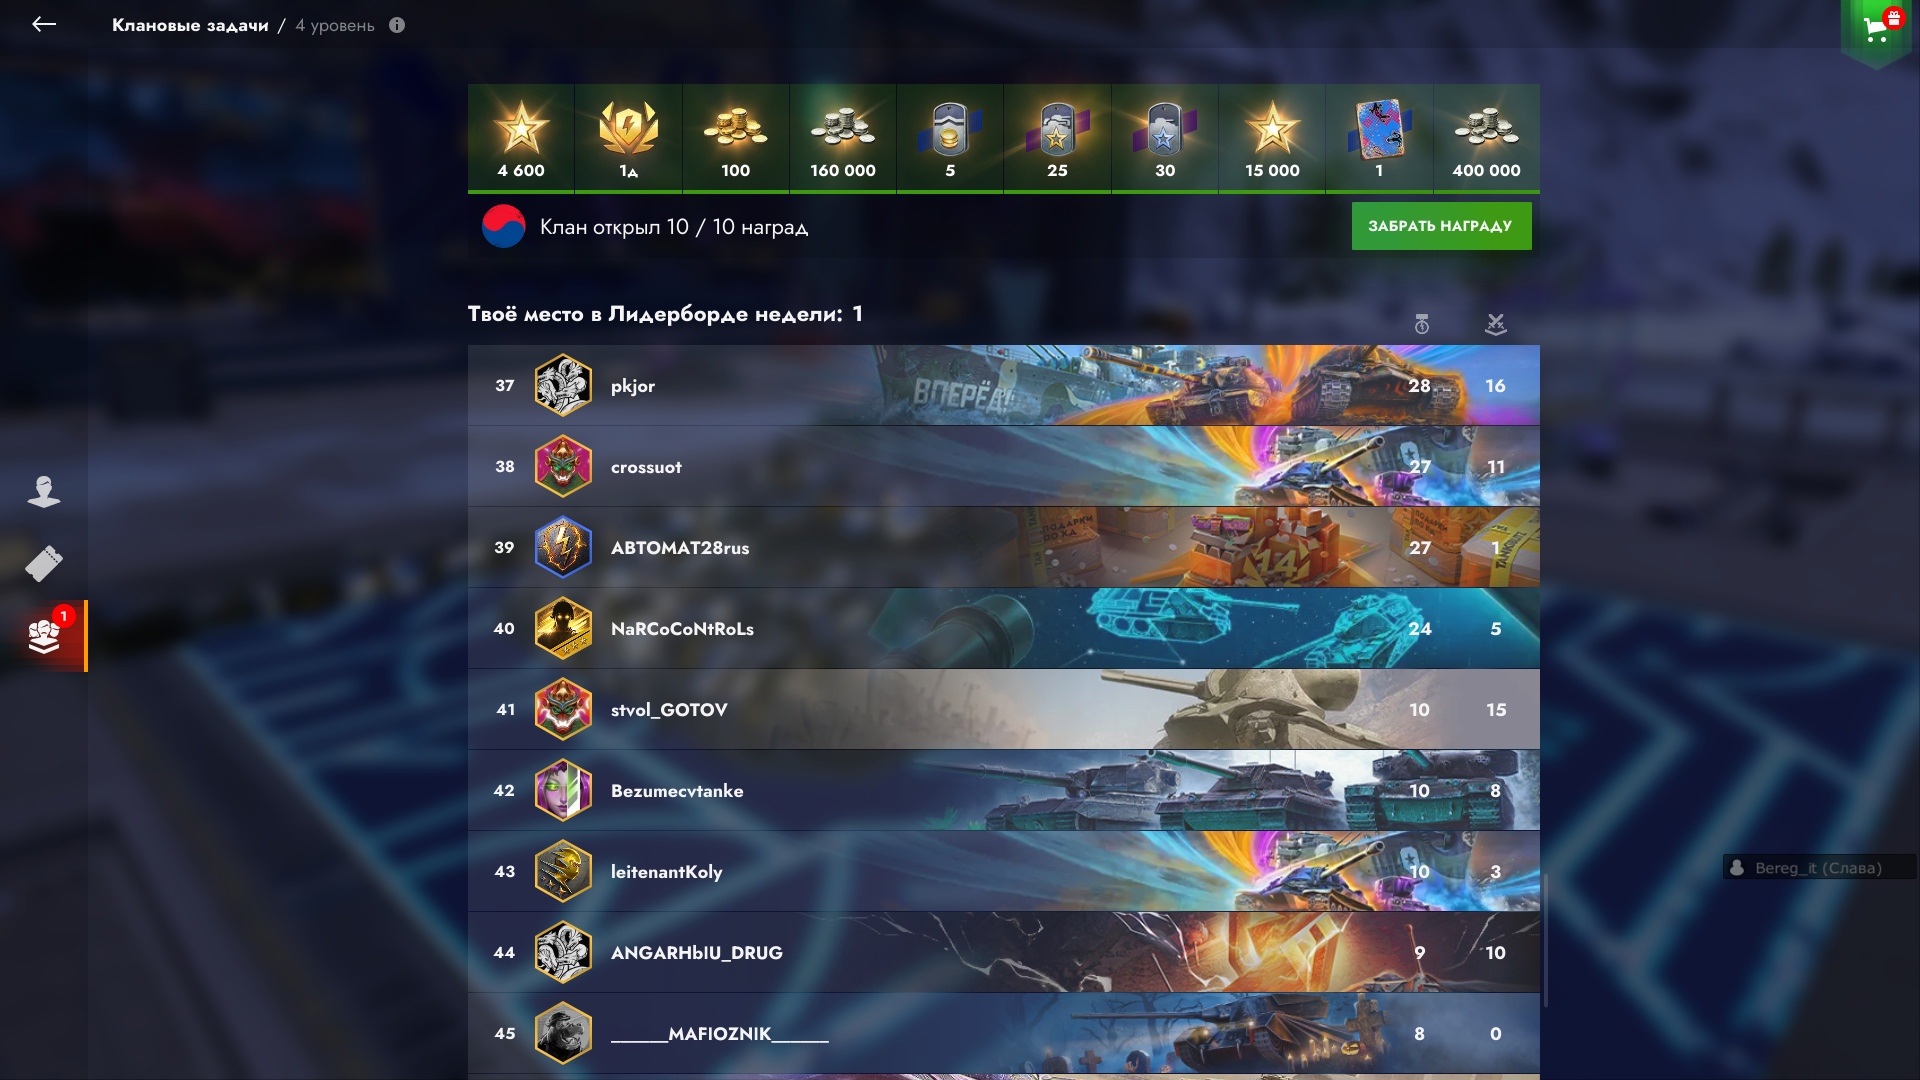 Клановые задачи / 4 уровень
4 600
1д
100
160 000
5
25
30
15 000
1
400 000
Клан открыл 10 / 10 наград
ЗАБРАТЬ НАГРАДУ
Твоё место в Лидерборде недели: 1
37 pkjor ВПЕРЁД! 28 16
38 crossuot 27 11
39 ABTOMAT28rus 14 27 1
40 NaRCoCoNtRoLs 24 5
41 stvol_GOTOV 10 15
42 Bezumecvtanke 10 8
43 leitenantKoly 10 3
44 ANGARHbIU_DRUG 9 10
45 ______MAFIOZNIK______ 8 0
1
Bereg_it (Слава)